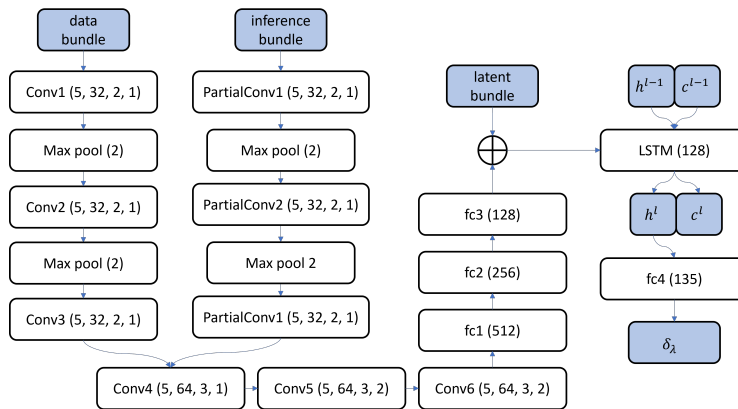 data
bundle
Conv1 (5, 32, 2, 1)
Max pool (2)
Conv2 (5, 32, 2, 1)
Max pool (2)
Conv3 (5, 32, 2, 1)
inference
bundle
PartialConv1 (5, 32, 2, 1)
Max pool (2)
PartialConv2 (5, 32, 2, 1)
Max pool 2
PartialConv1 (5, 32, 2, 1)
Conv4 (5, 64, 3, 1)
Conv5 (5, 64, 3, 2)
Conv6 (5, 64, 3, 2)
fc1 (512)
fc2 (256)
fc3 (128)
latent
bundle
h^{l−1} c^{l−1}
LSTM (128)
h^l c^l
fc4 (135)
δ_λ